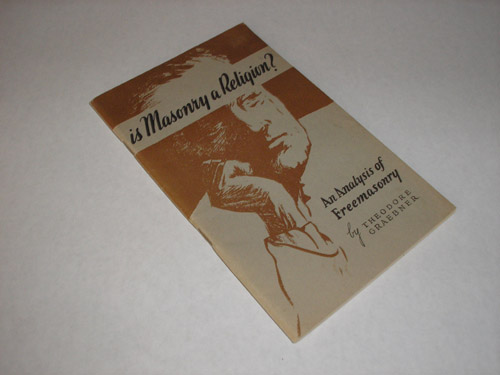 is Masonry a Religion?
An Analysis of
Freemasonry
by THEODORE
GRAEBNER